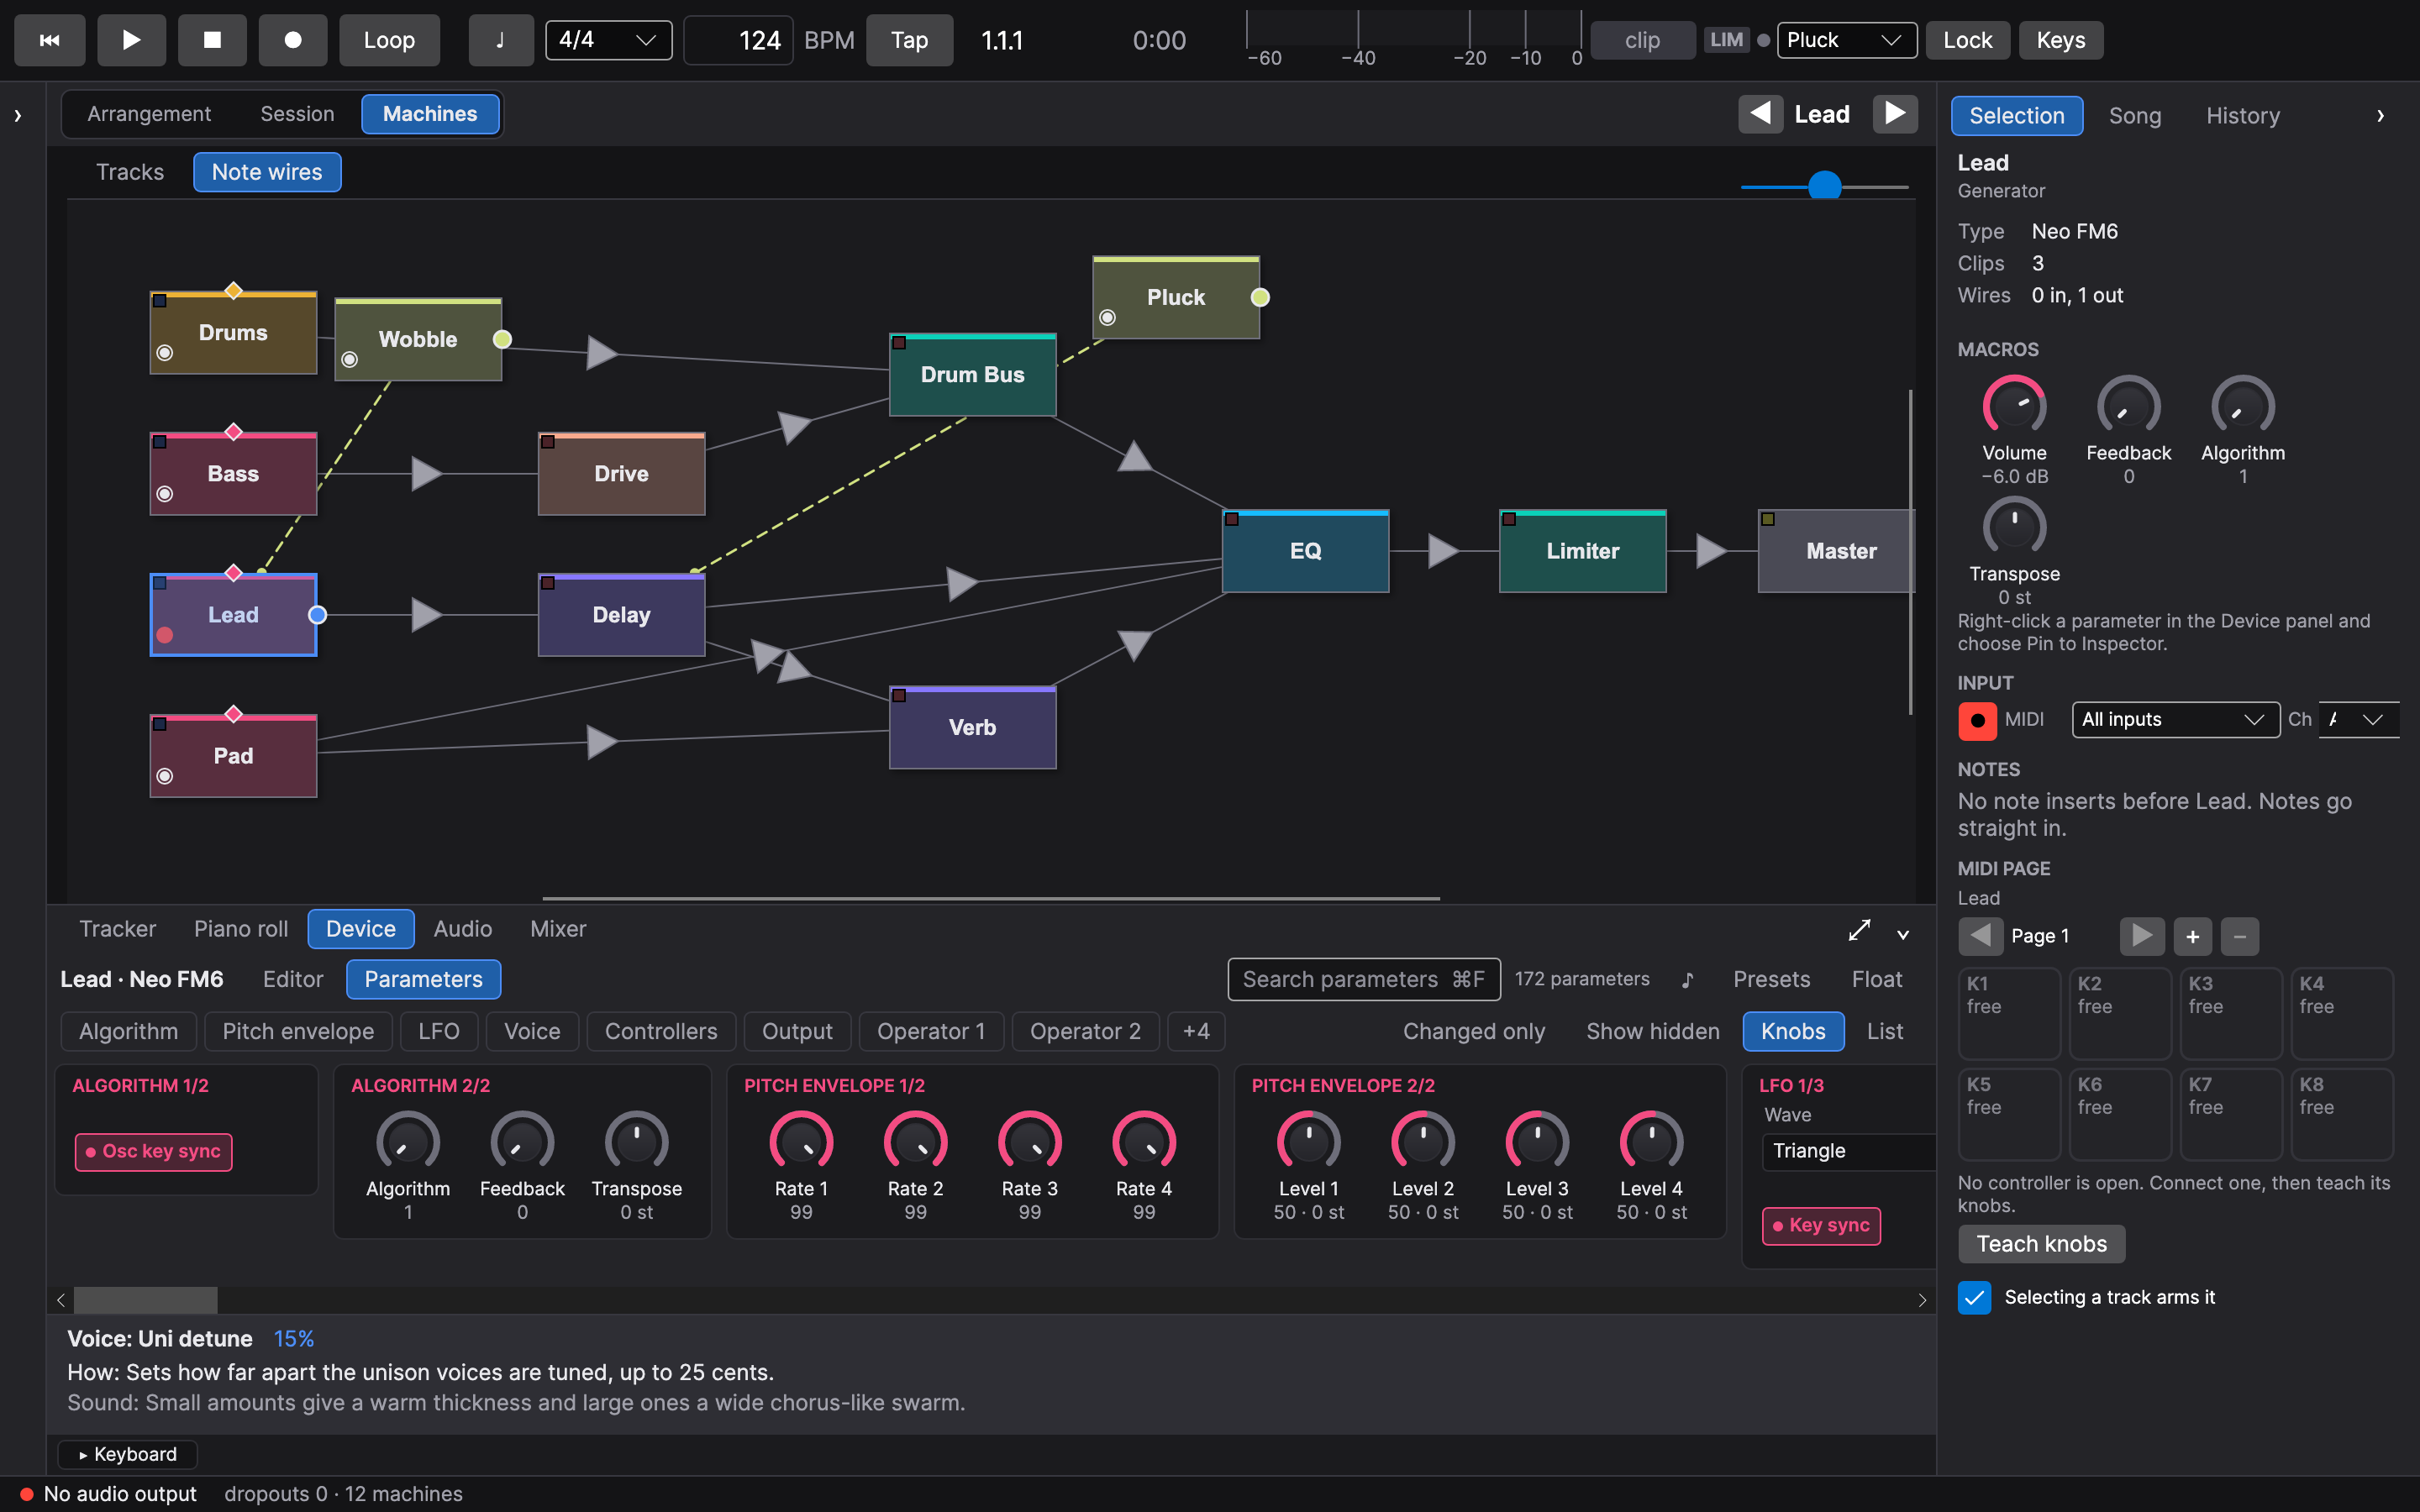 Loop 4/4 124 BPM Tap 1.1.1 0:00 −60 −40 −20 −10 0 clip LIM Pluck Lock Keys
Arrangement Session Machines Lead
Tracks Note wires
Pluck
Drums Wobble
Drum Bus
Bass Drive
EQ Limiter Master
Lead Delay
Verb
Pad
Tracker Piano roll Device Audio Mixer
Lead · Neo FM6 Editor Parameters Search parameters ⌘F 172 parameters Presets Float
Algorithm Pitch envelope LFO Voice Controllers Output Operator 1 Operator 2 +4 Changed only Show hidden Knobs List
ALGORITHM 1/2
Osc key sync
ALGORITHM 2/2
Algorithm Feedback Transpose
1 0 0 st
PITCH ENVELOPE 1/2
Rate 1 Rate 2 Rate 3 Rate 4
99 99 99 99
PITCH ENVELOPE 2/2
Level 1 Level 2 Level 3 Level 4
50 · 0 st 50 · 0 st 50 · 0 st 50 · 0 st
LFO 1/3
Wave
Triangle
Key sync
Voice: Uni detune 15%
How: Sets how far apart the unison voices are tuned, up to 25 cents.
Sound: Small amounts give a warm thickness and large ones a wide chorus-like swarm.
Keyboard
No audio output dropouts 0 · 12 machines
Selection Song History
Lead
Generator
Type Neo FM6
Clips 3
Wires 0 in, 1 out
MACROS
Volume Feedback Algorithm
−6.0 dB 0 1
Transpose
0 st
Right-click a parameter in the Device panel and
choose Pin to Inspector.
INPUT
MIDI All inputs Ch
NOTES
No note inserts before Lead. Notes go
straight in.
MIDI PAGE
Lead
Page 1 + −
K1 K2 K3 K4
free free free free
K5 K6 K7 K8
free free free free
No controller is open. Connect one, then teach its
knobs.
Teach knobs
Selecting a track arms it